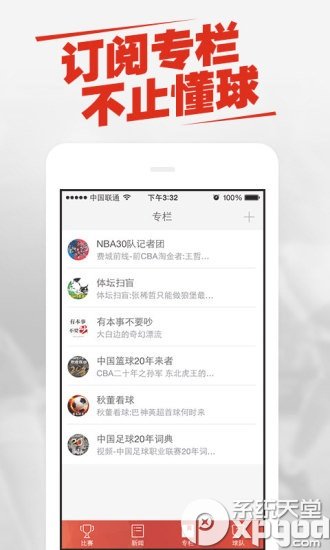 订阅专栏
不止懂球
中国联通
下午3:32
专栏
NBA30队记者团
费城前线-前CBA淘金者:王哲…
体坛扫盲
体坛扫盲:张稀哲只能做狼堡最…
有本事
不要吵
有本事不要吵
大白边的奇幻漂流
中国篮球20年来者
CBA二十年之孙军 东北虎王的…
秋董看球
秋董看球:巴神英超首球何时来
中国足球20年词典
视频-中国足球职业联赛20年词…
比赛
新闻
专栏
球队
系统天堂
xpgod